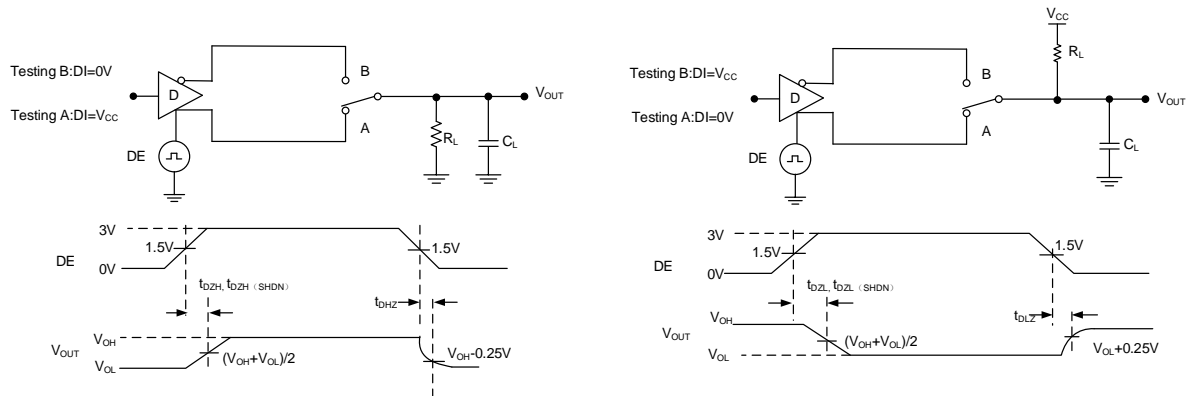 Testing B:DI=0V
Testing A:DI=VCC
D
DE
B
A
RL
CL
VOUT
3V
1.5V
1.5V
DE
0V
tDZH, tDZH（SHDN）
tDHZ
VOH
VOUT
(VOH+VOL)/2
VOL
VOH-0.25V
VCC
RL
Testing B:DI=VCC
Testing A:DI=0V
D
DE
B
A
VOUT
CL
3V
1.5V
1.5V
DE
0V
tDZL, tDZL（SHDN）
tDLZ
VOH
VOUT
(VOH+VOL)/2
VOL
VOL+0.25V